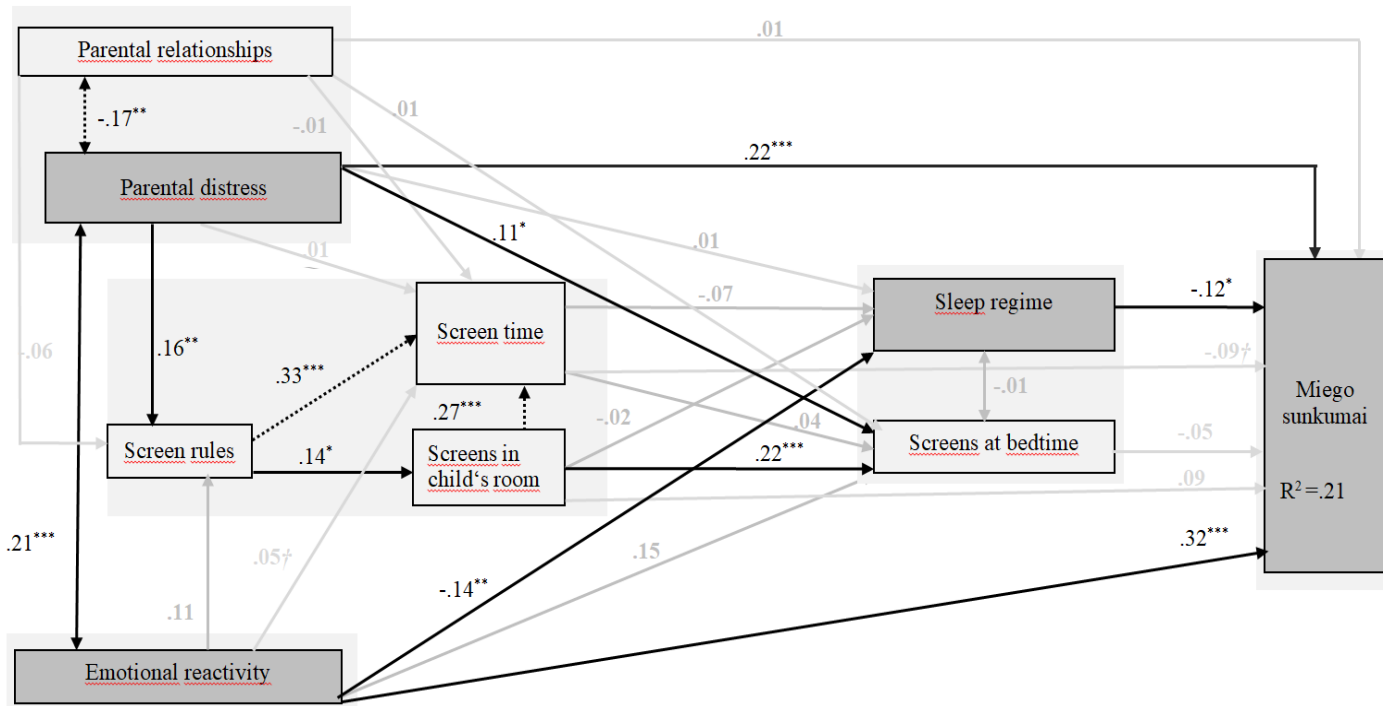 .01
Parental relationships
-.17**
-.01
.01
.22***
Parental distress
.11*
.01
.01
-.07
Sleep regime
-.12*
Screen time
-.06
.16**
.33***
-.09†
-.01
Miego
sunkumai
.27***
-.02
.04
Screen rules
.14*
Screens in
child‘s room
.22***
Screens at bedtime
-.05
.09
R² =.21
.21***
.05†
.15
.32***
-.14**
.11
Emotional reactivity